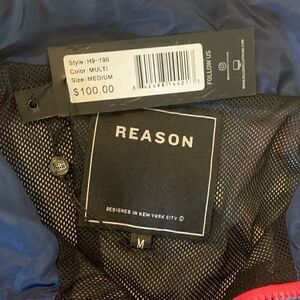 Style: H9-190
Color: MULTI
Size: MEDIUM
$100.00
FOLLOW US
REASON
DESIGNED IN NEW YORK CITY ©
M